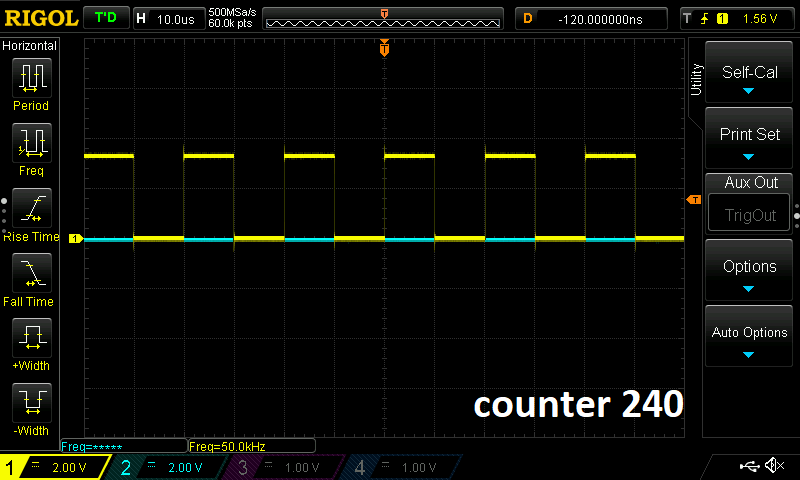 RIGOL T'D H 10.0us 500MSa/s 60.0k pts T D -120.000000ns T 1 1.56 V
Horizontal
Period
Freq
Rise Time
Fall Time
+Width
-Width
T
T
1
Utility
Self-Cal
Print Set
Aux Out
TrigOut
Options
Auto Options
counter 240
Freq=***** Freq=50.0kHz
1 2.00 V 2 2.00 V 3 1.00 V 4 1.00 V